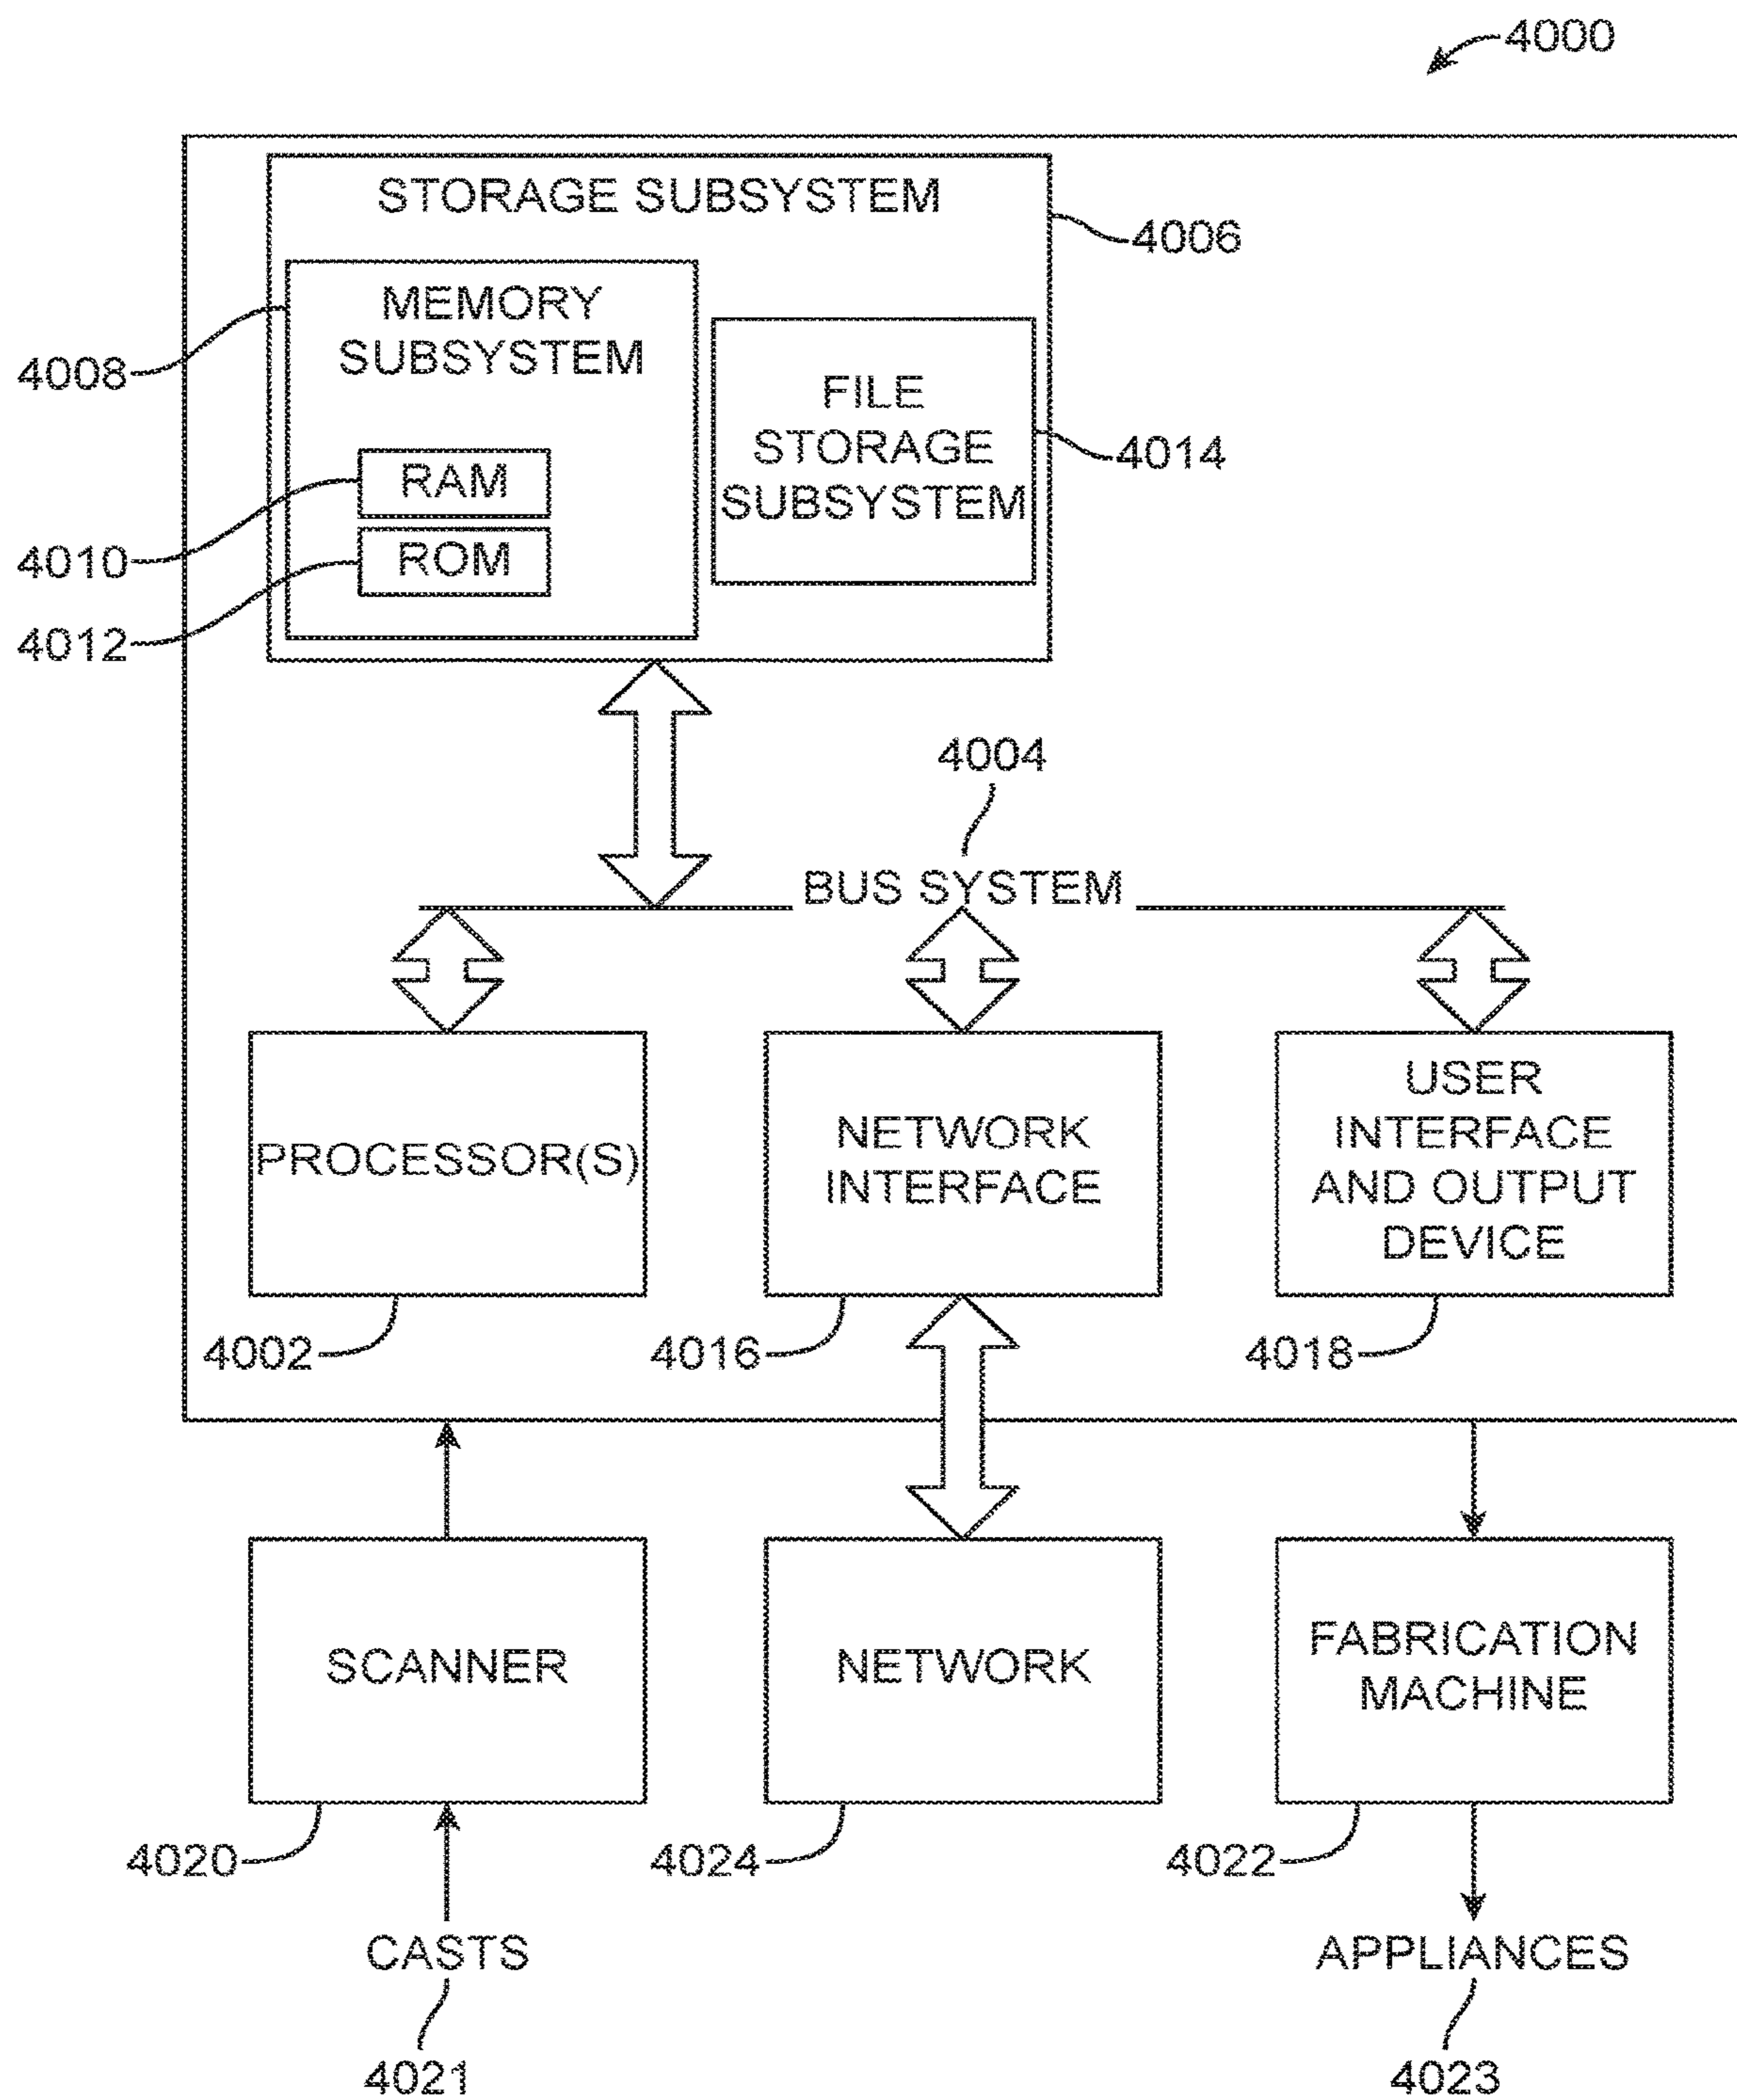 4000
STORAGE SUBSYSTEM
4006
MEMORY
SUBSYSTEM
4008
FILE
STORAGE
SUBSYSTEM
4014
RAM
4010
ROM
4012
4004
BUS SYSTEM
PROCESSOR(S)
NETWORK
INTERFACE
USER
INTERFACE
AND OUTPUT
DEVICE
4002
4016
4018
SCANNER
NETWORK
FABRICATION
MACHINE
4020
4024
4022
CASTS
APPLIANCES
4021
4023